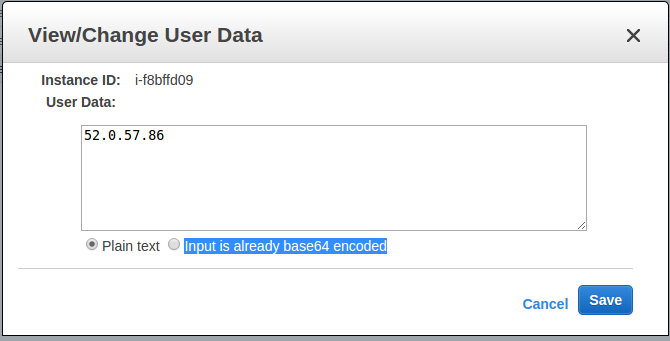 View/Change User Data
Instance ID: i-f8bffd09
User Data:
52.0.57.86
Plain text Input is already base64 encoded
Cancel Save